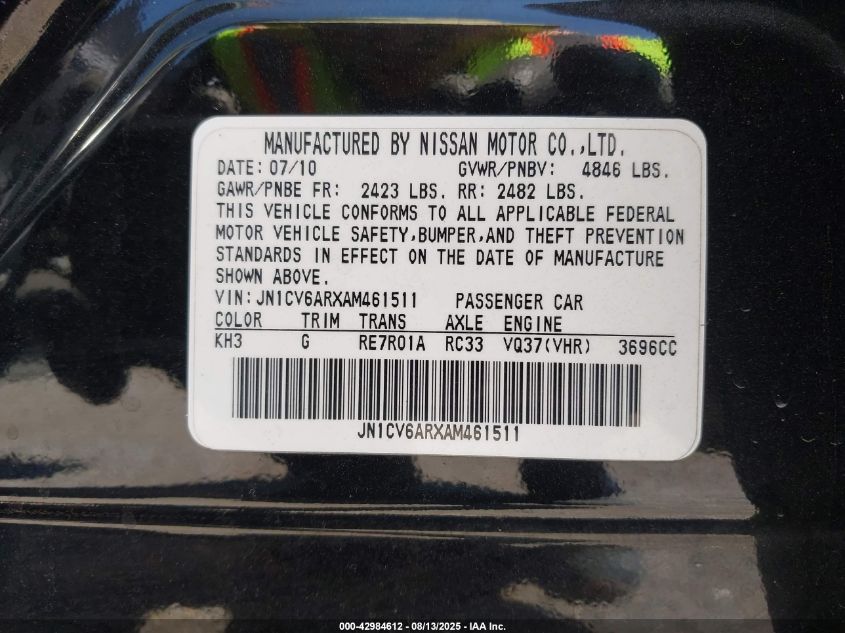 MANUFACTURED BY NISSAN MOTOR CO.,LTD.
DATE: 07/10 GVWR/PNBV: 4846 LBS.
GAWR/PNBE FR: 2423 LBS. RR: 2482 LBS.
THIS VEHICLE CONFORMS TO ALL APPLICABLE FEDERAL
MOTOR VEHICLE SAFETY,BUMPER,AND THEFT PREVENTION
STANDARDS IN EFFECT ON THE DATE OF MANUFACTURE
SHOWN ABOVE.
VIN:JN1CV6ARXAM461511 PASSENGER CAR
COLOR TRIM TRANS AXLE ENGINE
KH3 G RE7R01A RC33 VQ37(VHR) 3696CC
JN1CV6ARXAM461511
000-42984612 - 08/13/2025 - IAA Inc.